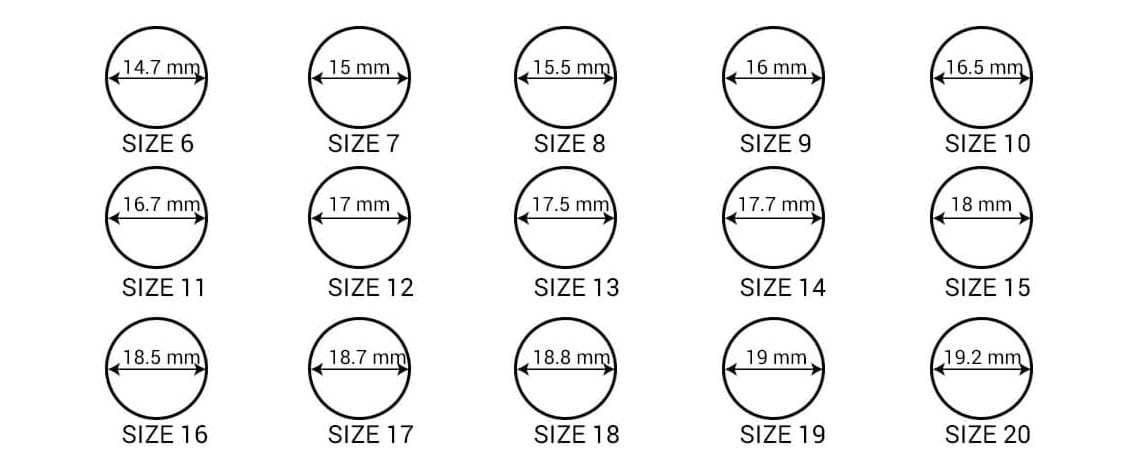 14.7 mm 15 mm 15.5 mm 16 mm 16.5 mm
SIZE 6 SIZE 7 SIZE 8 SIZE 9 SIZE 10
16.7 mm 17 mm 17.5 mm 17.7 mm 18 mm
SIZE 11 SIZE 12 SIZE 13 SIZE 14 SIZE 15
18.5 mm 18.7 mm 18.8 mm 19 mm 19.2 mm
SIZE 16 SIZE 17 SIZE 18 SIZE 19 SIZE 20